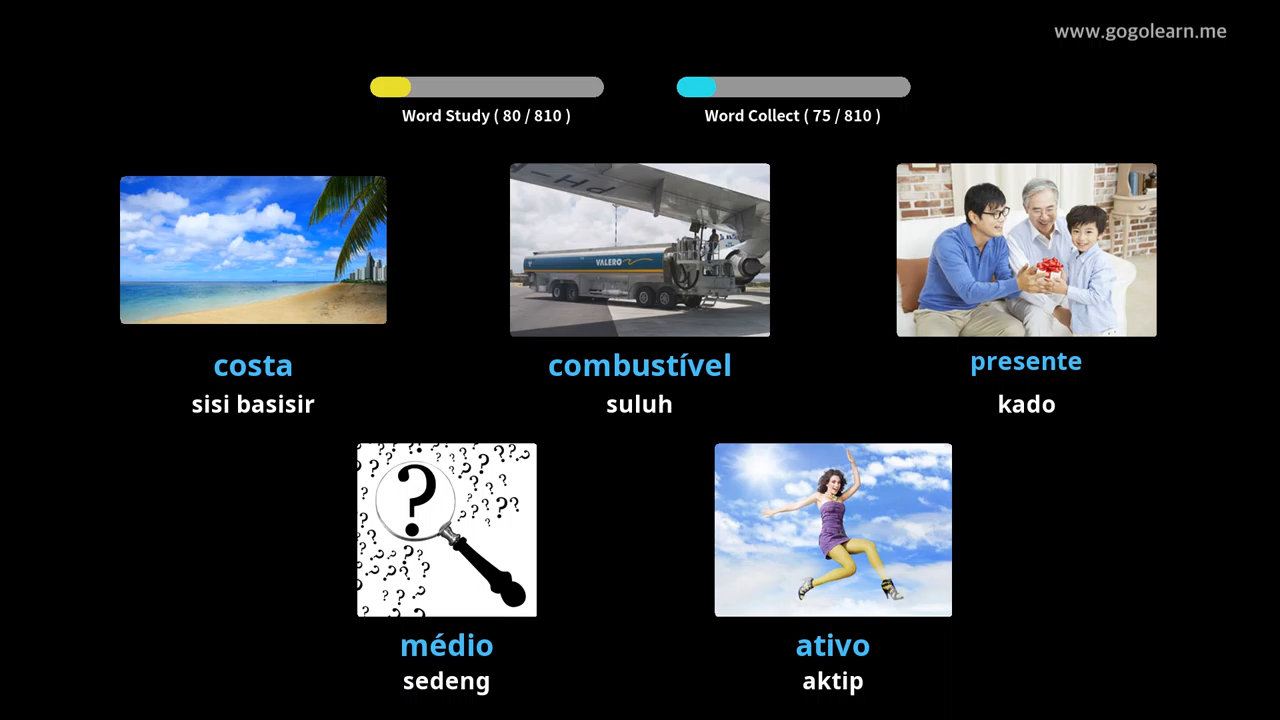 www.gogolearn.me
Word Study ( 80 / 810 )
Word Collect ( 75 / 810 )
VALERO
costa
combustível
presente
sisi basisir
suluh
kado
?
médio
ativo
sedeng
aktip